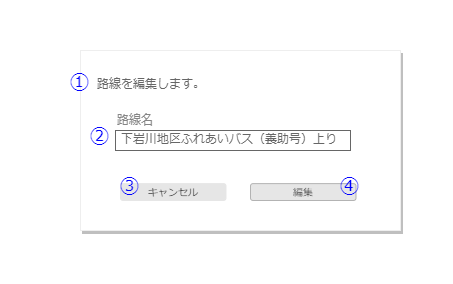 ① 路線を編集します。
路線名
② 下岩川地区ふれあいバス（義助号）上り
③ キャンセル
④ 編集